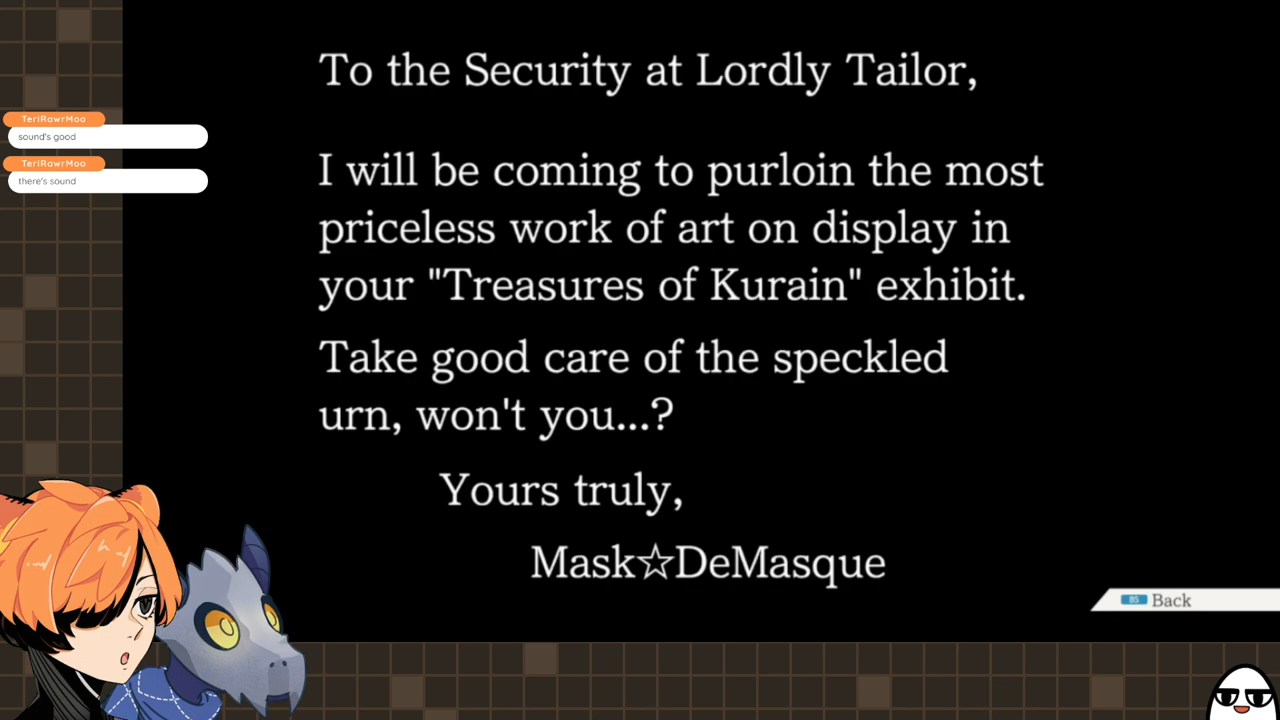 TeriRawrMoo
sound's good
TeriRawrMoo
there's sound
To the Security at Lordly Tailor,
I will be coming to purloin the most
priceless work of art on display in
your "Treasures of Kurain" exhibit.
Take good care of the speckled
urn, won't you...?
Yours truly,
Mask☆DeMasque
BS Back